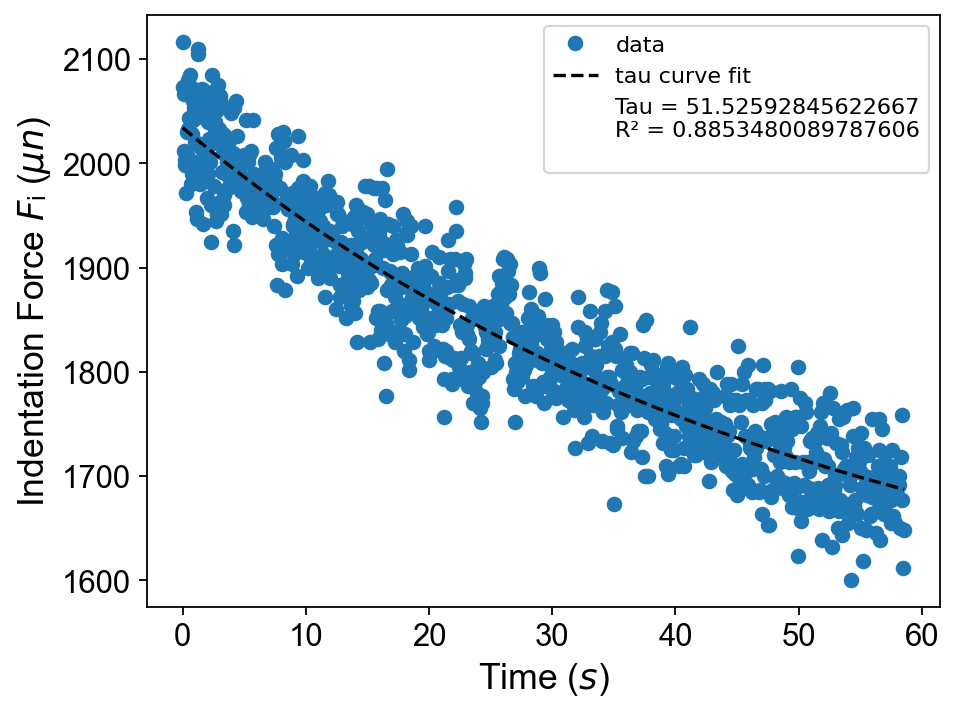 data
tau curve fit
Tau = 51.52592845622667
R² = 0.8853480089787606
Indentation Force Fi (μn)
2100
2000
1900
1800
1700
1600
0 10 20 30 40 50 60
Time (s)